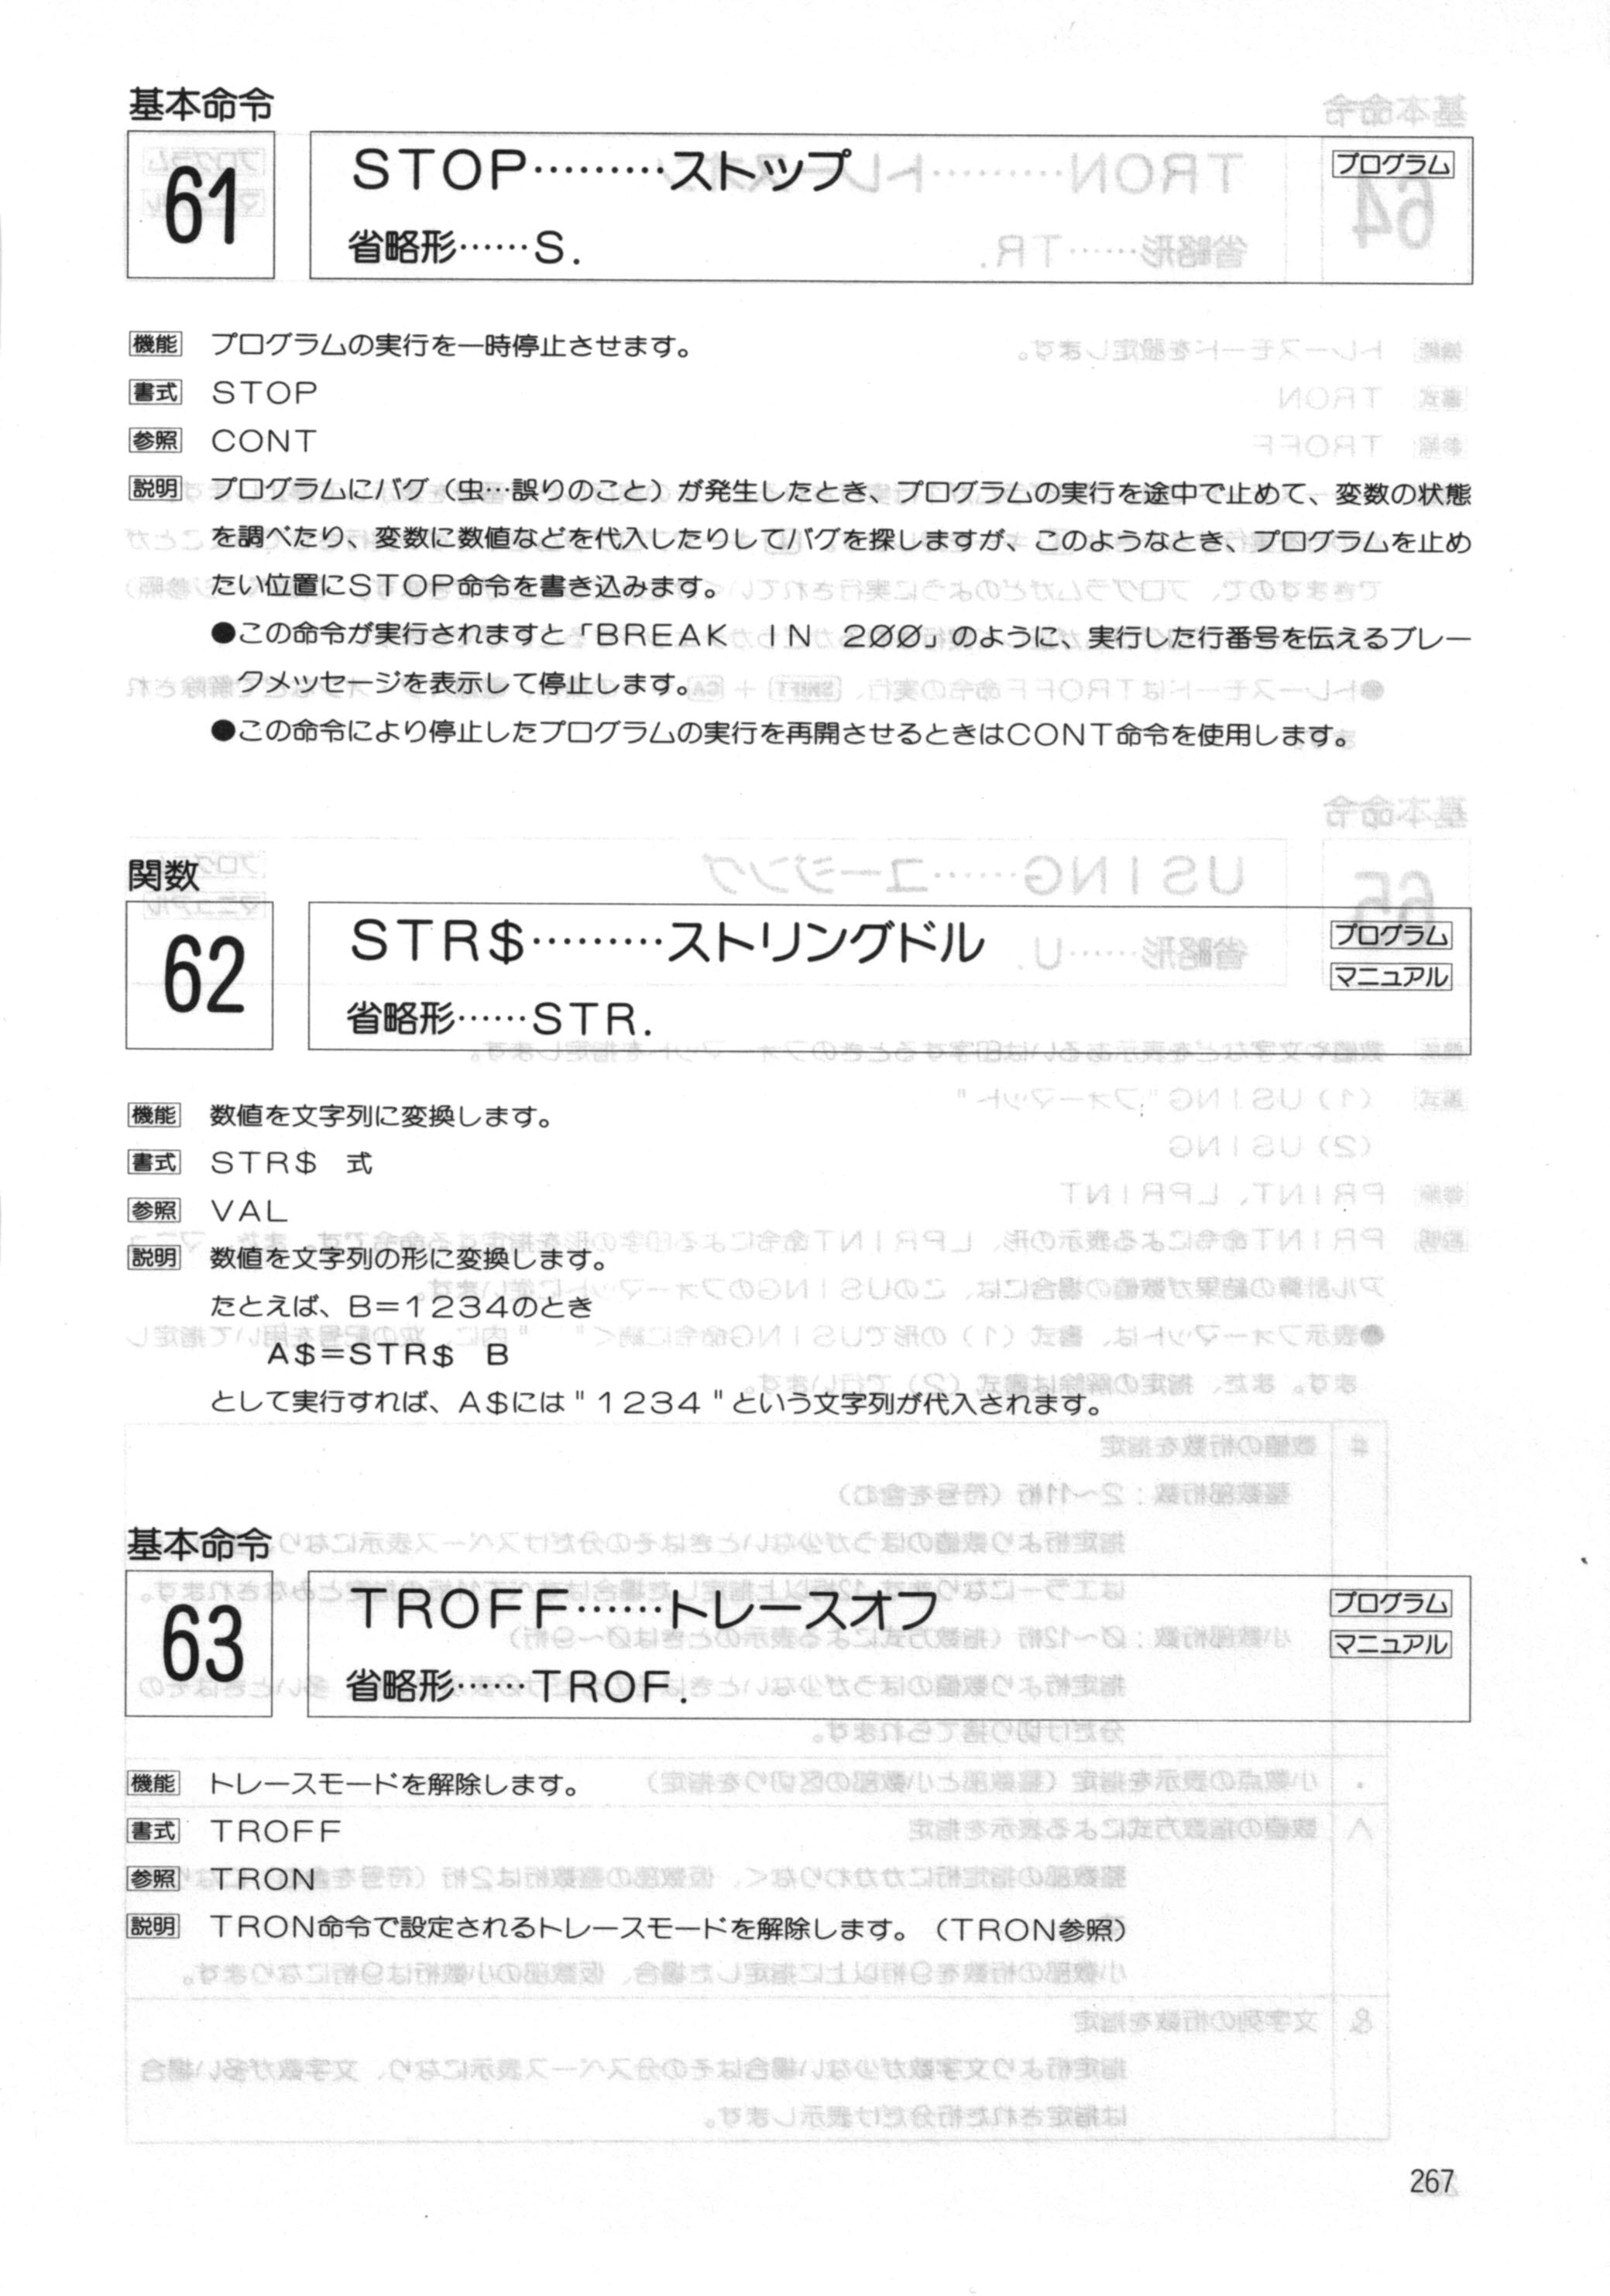 基本命令
61
STOP………ストップ
プログラム
省略形……S.
機能 プログラムの実行を一時停止させます。
書式 STOP
参照 CONT
説明 プログラムにバグ（虫…誤りのこと）が発生したとき、プログラムの実行を途中で止めて、変数の状態
を調べたり、変数に数値などを代入したりしてバグを探しますが、このようなとき、プログラムを止め
たい位置にSTOP命令を書き込みます。
●この命令が実行されますと「BREAK IN 2ØØ」のように、実行した行番号を伝えるブレー
クメッセージを表示して停止します。
●この命令により停止したプログラムの実行を再開させるときはCONT命令を使用します。
関数
62
STR$………ストリングドル
プログラム
マニュアル
省略形……STR.
機能 数値を文字列に変換します。
書式 STR$ 式
参照 VAL
説明 数値を文字列の形に変換します。
たとえば、B＝1234のとき
A$＝STR$ B
として実行すれば、A$には"1234"という文字列が代入されます。
基本命令
63
TROFF……トレースオフ
プログラム
マニュアル
省略形……TROF.
機能 トレースモードを解除します。
書式 TROFF
参照 TRON
説明 TRON命令で設定されるトレースモードを解除します。（TRON参照）
267